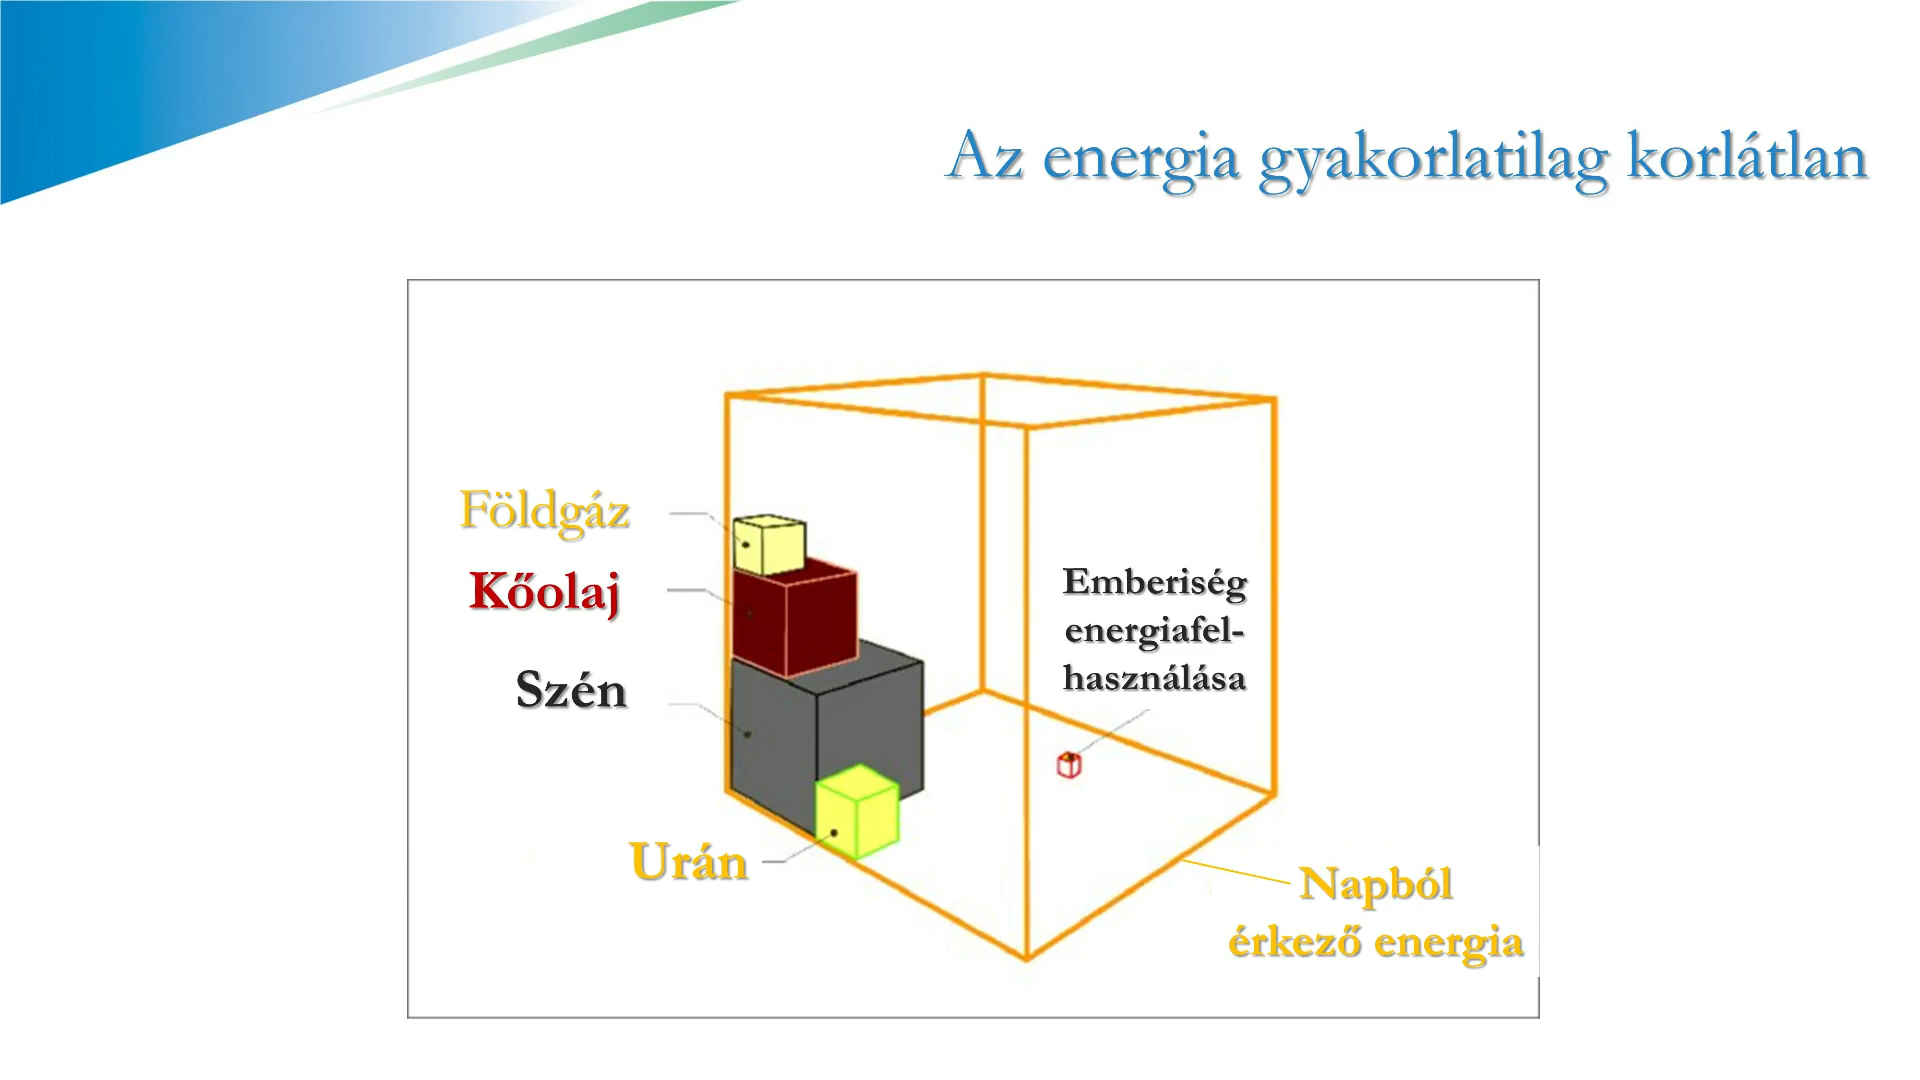 Az energia gyakorlatilag korlátlan
Földgáz
Kőolaj
Szén
Urán
Emberiség
energiafel-
használása
Napból
érkező energia